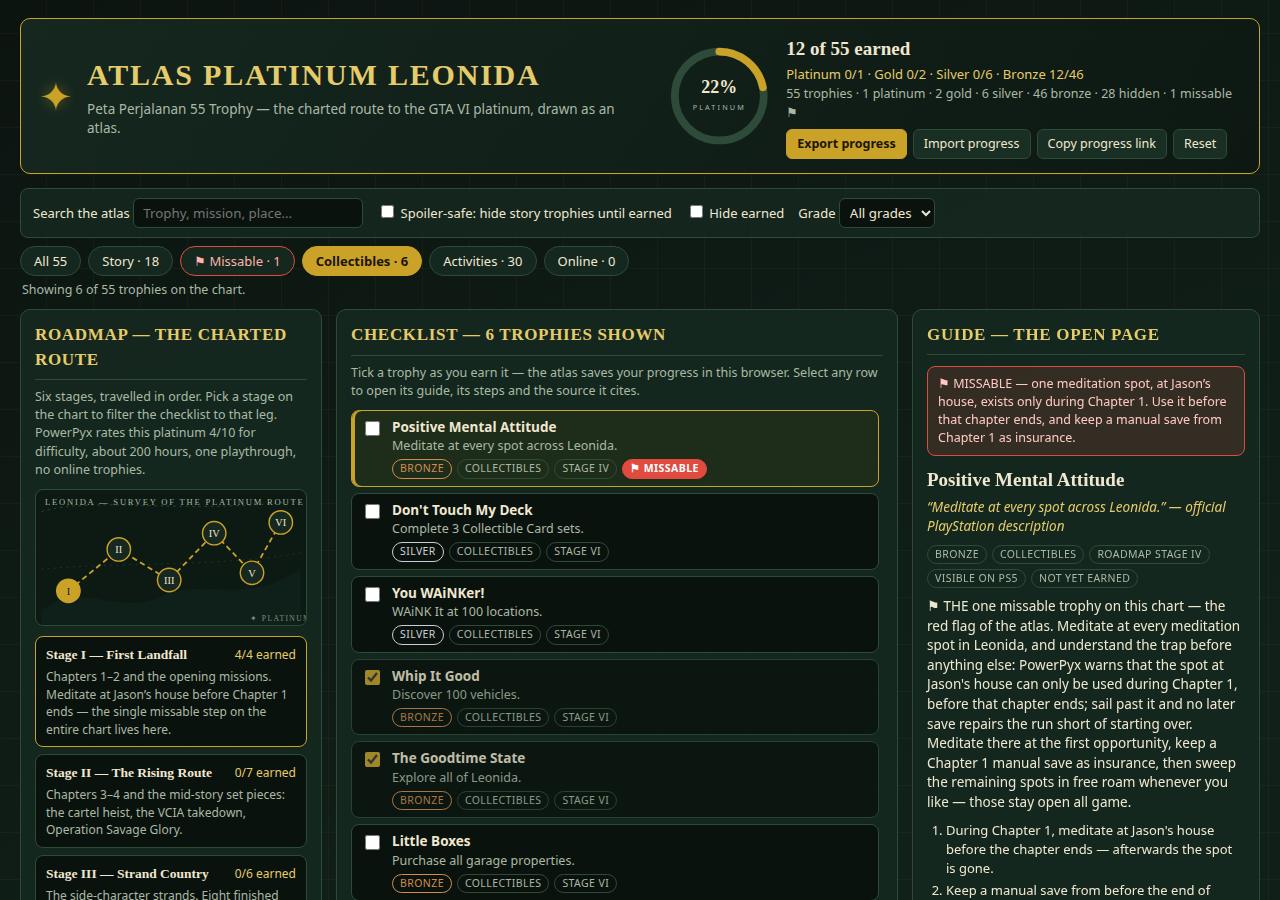 ATLAS PLATINUM LEONIDA
Peta Perjalanan 55 Trophy — the charted route to the GTA VI platinum, drawn as an
atlas.
22%
PLATINUM
12 of 55 earned
Platinum 0/1 · Gold 0/2 · Silver 0/6 · Bronze 12/46
55 trophies · 1 platinum · 2 gold · 6 silver · 46 bronze · 28 hidden · 1 missable
⚑
Export progress
Import progress
Copy progress link
Reset
Search the atlas
Trophy, mission, place…
Spoiler-safe: hide story trophies until earned
Hide earned
Grade
All grades
All 55
Story · 18
⚑ Missable · 1
Collectibles · 6
Activities · 30
Online · 0
Showing 6 of 55 trophies on the chart.
ROADMAP — THE CHARTED
ROUTE
Six stages, travelled in order. Pick a stage on
the chart to filter the checklist to that leg.
PowerPyx rates this platinum 4/10 for
difficulty, about 200 hours, one playthrough,
no online trophies.
LEONIDA — SURVEY OF THE PLATINUM ROUTE
I
II
III
IV
V
VI
✦ PLATINUM
Stage I — First Landfall
4/4 earned
Chapters 1–2 and the opening missions.
Meditate at Jason’s house before Chapter 1
ends — the single missable step on the
entire chart lives here.
Stage II — The Rising Route
0/7 earned
Chapters 3–4 and the mid-story set pieces:
the cartel heist, the VCIA takedown,
Operation Savage Glory.
Stage III — Strand Country
0/6 earned
The side-character strands. Eight finished
CHECKLIST — 6 TROPHIES SHOWN
Tick a trophy as you earn it — the atlas saves your progress in this browser. Select any row
to open its guide, its steps and the source it cites.
Positive Mental Attitude
Meditate at every spot across Leonida.
BRONZE
COLLECTIBLES
STAGE IV
⚑ MISSABLE
Don't Touch My Deck
Complete 3 Collectible Card sets.
SILVER
COLLECTIBLES
STAGE VI
You WAiNKer!
WAiNK It at 100 locations.
SILVER
COLLECTIBLES
STAGE VI
Whip It Good
Discover 100 vehicles.
BRONZE
COLLECTIBLES
STAGE VI
The Goodtime State
Explore all of Leonida.
BRONZE
COLLECTIBLES
STAGE VI
Little Boxes
Purchase all garage properties.
BRONZE
COLLECTIBLES
STAGE VI
GUIDE — THE OPEN PAGE
⚑ MISSABLE — one meditation spot, at Jason’s
house, exists only during Chapter 1. Use it before
that chapter ends, and keep a manual save from
Chapter 1 as insurance.
Positive Mental Attitude
“Meditate at every spot across Leonida.” — official
PlayStation description
BRONZE
COLLECTIBLES
ROADMAP STAGE IV
VISIBLE ON PS5
NOT YET EARNED
⚑ THE one missable trophy on this chart — the
red flag of the atlas. Meditate at every meditation
spot in Leonida, and understand the trap before
anything else: PowerPyx warns that the spot at
Jason's house can only be used during Chapter 1,
before that chapter ends; sail past it and no later
save repairs the run short of starting over.
Meditate there at the first opportunity, keep a
Chapter 1 manual save as insurance, then sweep
the remaining spots in free roam whenever you
like — those stay open all game.
1. During Chapter 1, meditate at Jason's house
before the chapter ends — afterwards the spot
is gone.
2. Keep a manual save from before the end of